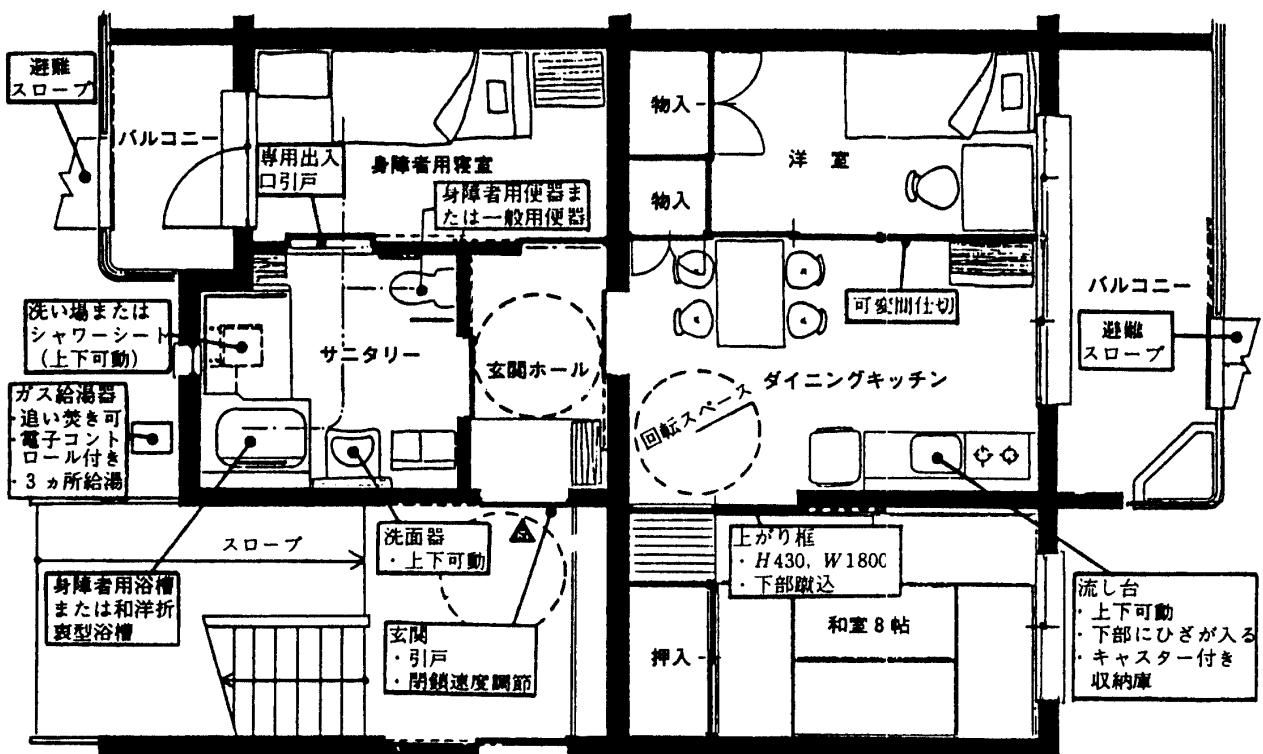 避難
スロープ
バルコニー
専用出入
口引戸
身障者用寝室
身障者用便器ま
たは一般用便器
物入
物入
洋 室
可変間仕切
バルコニー
避難
スロープ
洗い場または
シャワーシート
(上下可動)
サニタリー
玄関ホール
ダイニングキッチン
回転スペース
ガス給湯器
・追い焚き可
・電子コント
ロール付き
・3ヵ所給湯
スロープ
洗面器
・上下可動
上がり框
・H430, W1800
・下部蹴込
身障者用浴槽
または和洋折
衷型浴槽
玄関
・引戸
・閉鎖速度調節
押入
和室8帖
流し台
・上下可動
・下部にひざが入る
・キャスター付き
収納庫